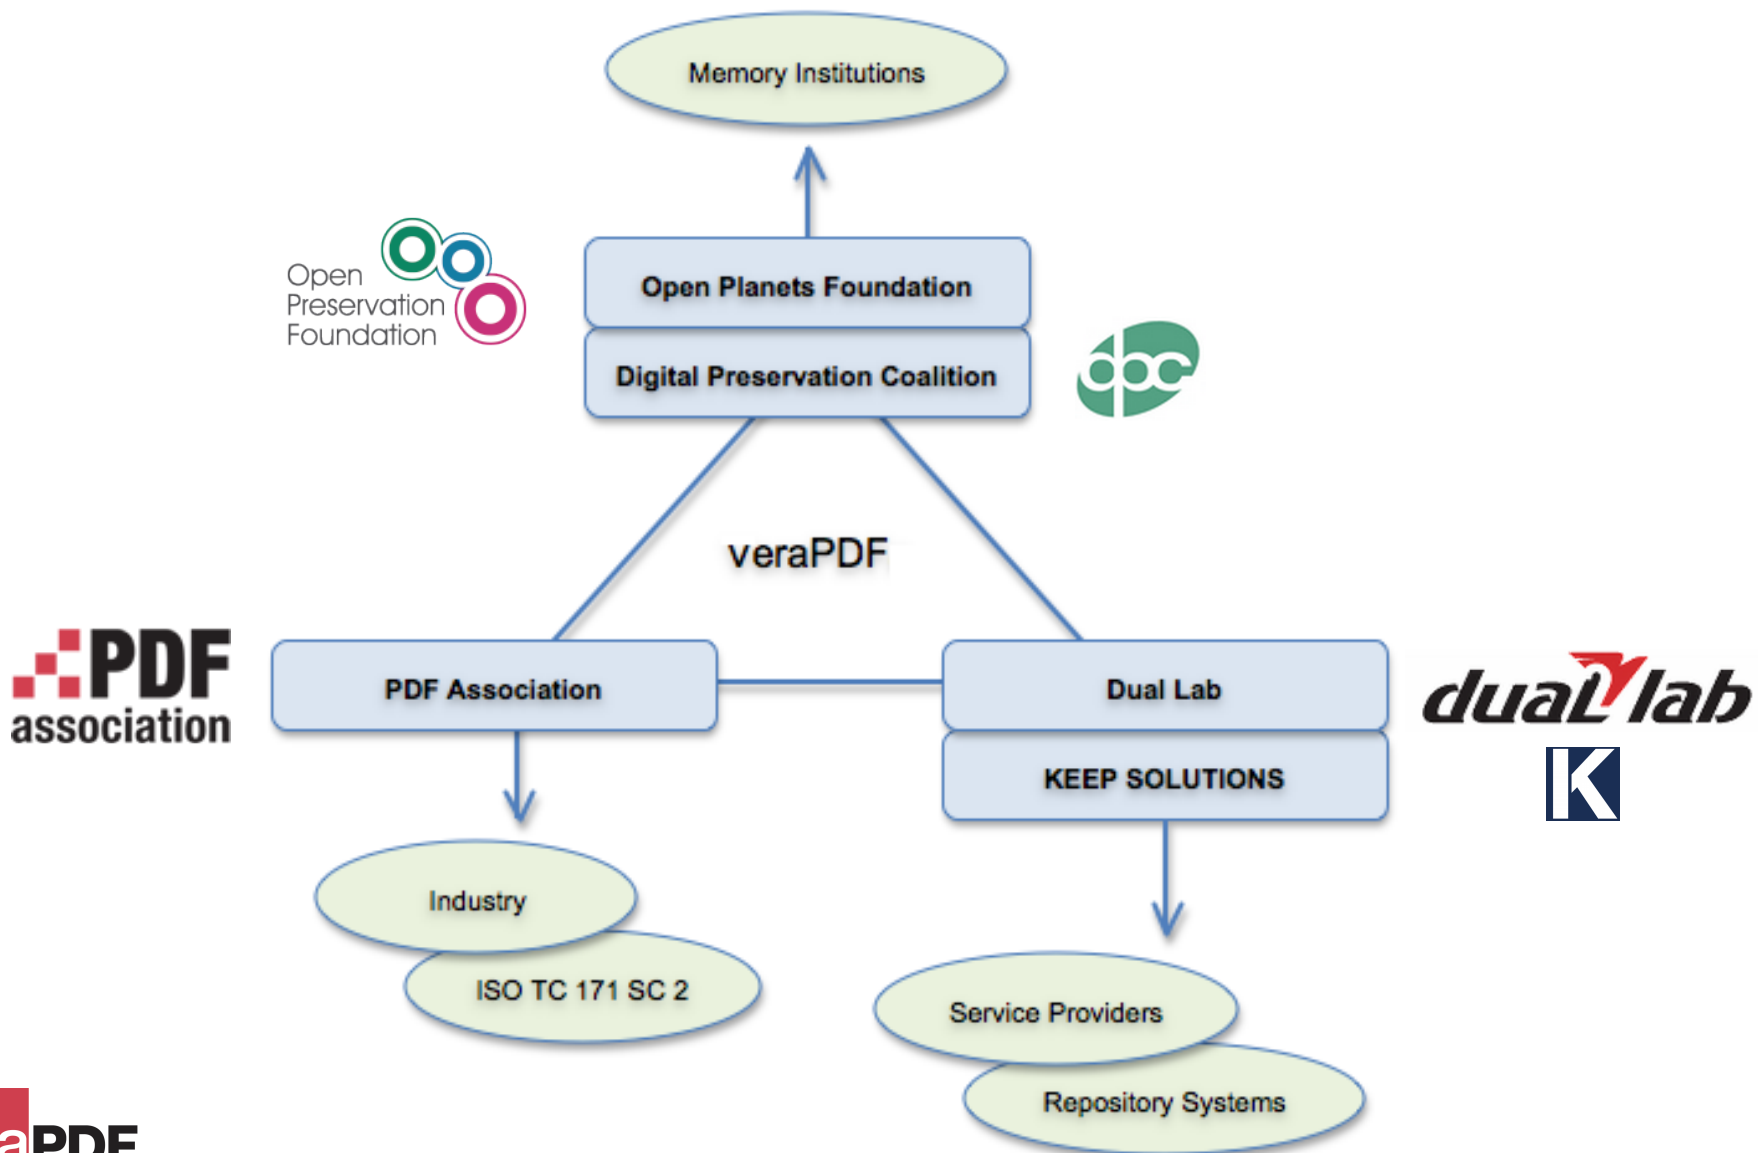 Memory Institutions
Open
Preservation
Foundation
Open Planets Foundation
Digital Preservation Coalition
dpc
veraPDF
PDF
association
PDF Association
Dual Lab
KEEP SOLUTIONS
dual lab
K
Industry
ISO TC 171 SC 2
Service Providers
Repository Systems
aPDF